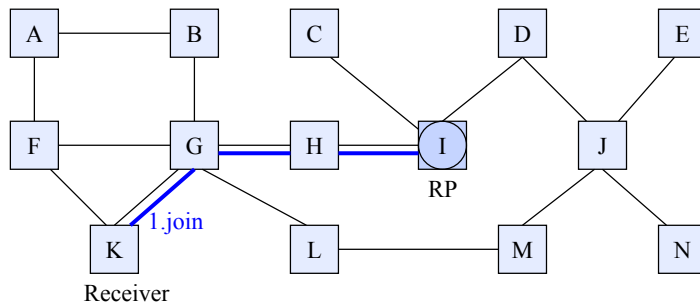 A B C D E
F G H I J
RP
1.join
K L M N
Receiver